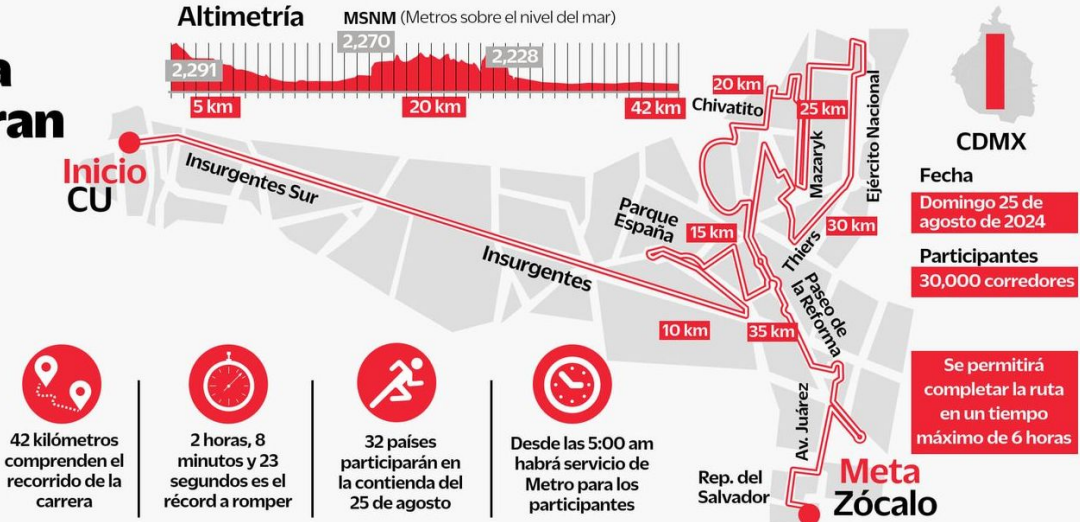 a
ran
Altimetría
MSNM (Metros sobre el nivel del mar)
2,291
2,270
2,228
5 km
20 km
42 km
Inicio
CU
Insurgentes Sur
Insurgentes
Parque
España
10 km
15 km
20 km
Chivatito
25 km
Mazaryk
Ejército Nacional
30 km
Thiers
Paseo de
la Reforma
35 km
Av. Juárez
Rep. del
Salvador
Meta
Zócalo
CDMX
Fecha
Domingo 25 de
agosto de 2024
Participantes
30,000 corredores
Se permitirá
completar la ruta
en un tiempo
máximo de 6 horas
42 kilómetros
comprenden el
recorrido de la
carrera
2 horas, 8
minutos y 23
segundos es el
récord a romper
32 países
participarán en
la contienda del
25 de agosto
Desde las 5:00 am
habrá servicio de
Metro para los
participantes